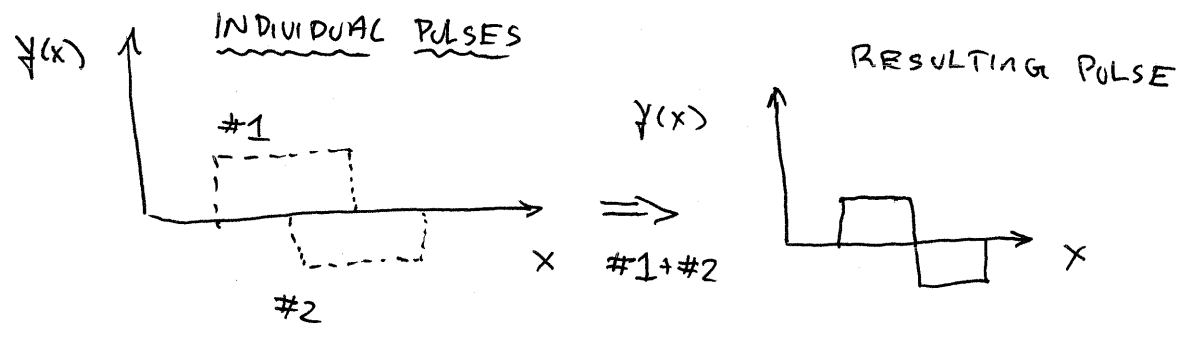 INDIVIDUAL PULSES
y(x)
#1
#2
x
#1+#2
RESULTING PULSE
y(x)
x